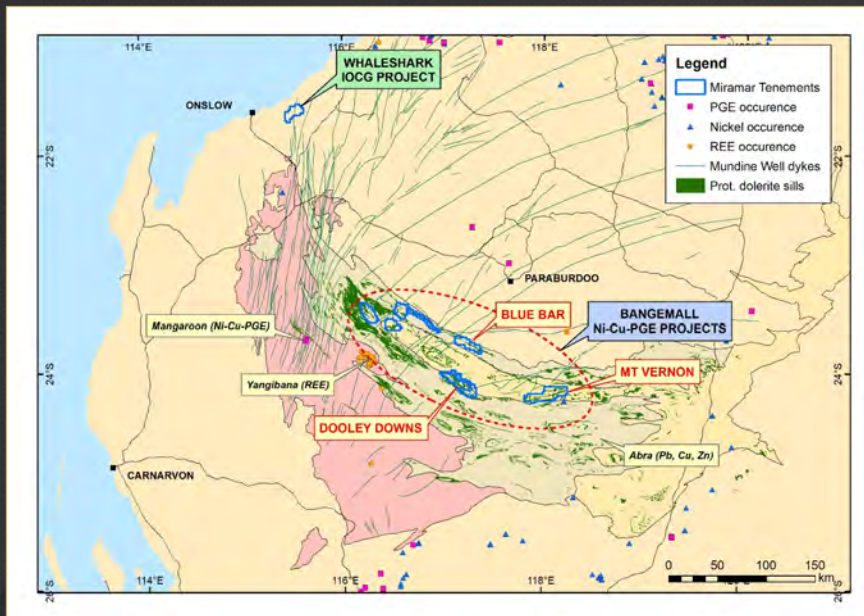 114°E
116°E
118°E
WHALESHARK
IOCG PROJECT
ONSLOW
Legend
Miramar Tenements
PGE occurence
Nickel occurence
REE occurence
Mundine Well dykes
Prot. dolerite sills
22°S
22°S
PARABURDOO
BLUE BAR
BANGEMALL
Ni-Cu-PGE PROJECTS
Mangaroon (Ni-Cu-PGE)
MT VERNON
24°S
24°S
Yangibana (REE)
DOOLEY DOWNS
Abra (Pb, Cu, Zn)
CARNARVON
0 25 50 100 150
km
26°S
26°S
114°E
116°E
118°E